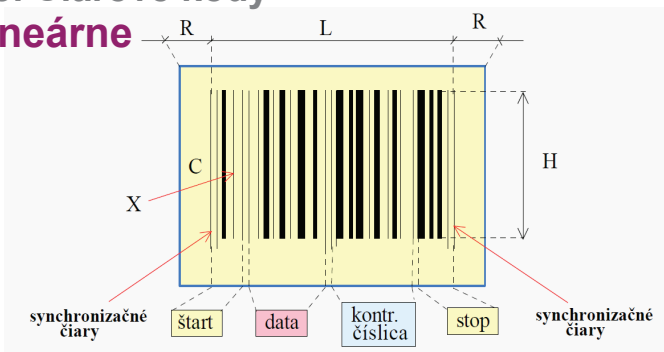 neárne
R
L
R
C
H
X
synchronizačné
čiary
štart
data
kontr.
číslica
stop
synchronizačné
čiary